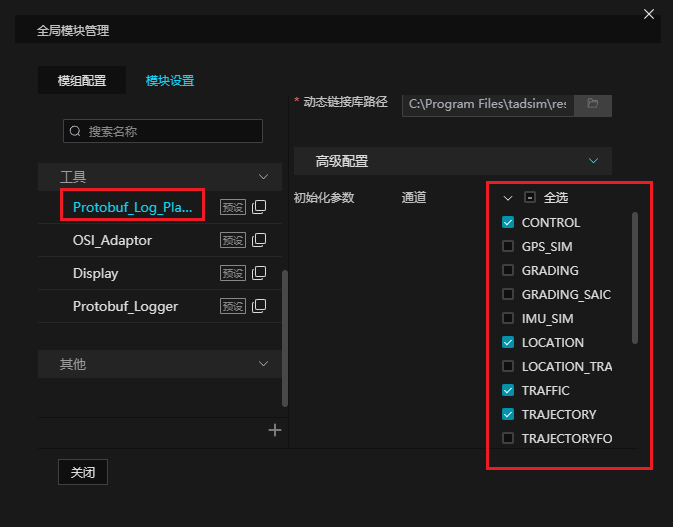 全局模块管理
模组配置
模块设置
* 动态链接库路径
C:\Program Files\tadsim\res
搜索名称
高级配置
工具
初始化参数
通道
全选
Protobuf_Log_Pla...
预设
CONTROL
GPS_SIM
OSI_Adaptor
预设
GRADING
Display
预设
GRADING_SAIC
Protobuf_Logger
预设
IMU_SIM
LOCATION
其他
LOCATION_TRA
TRAFFIC
TRAJECTORY
TRAJECTORYFO
关闭